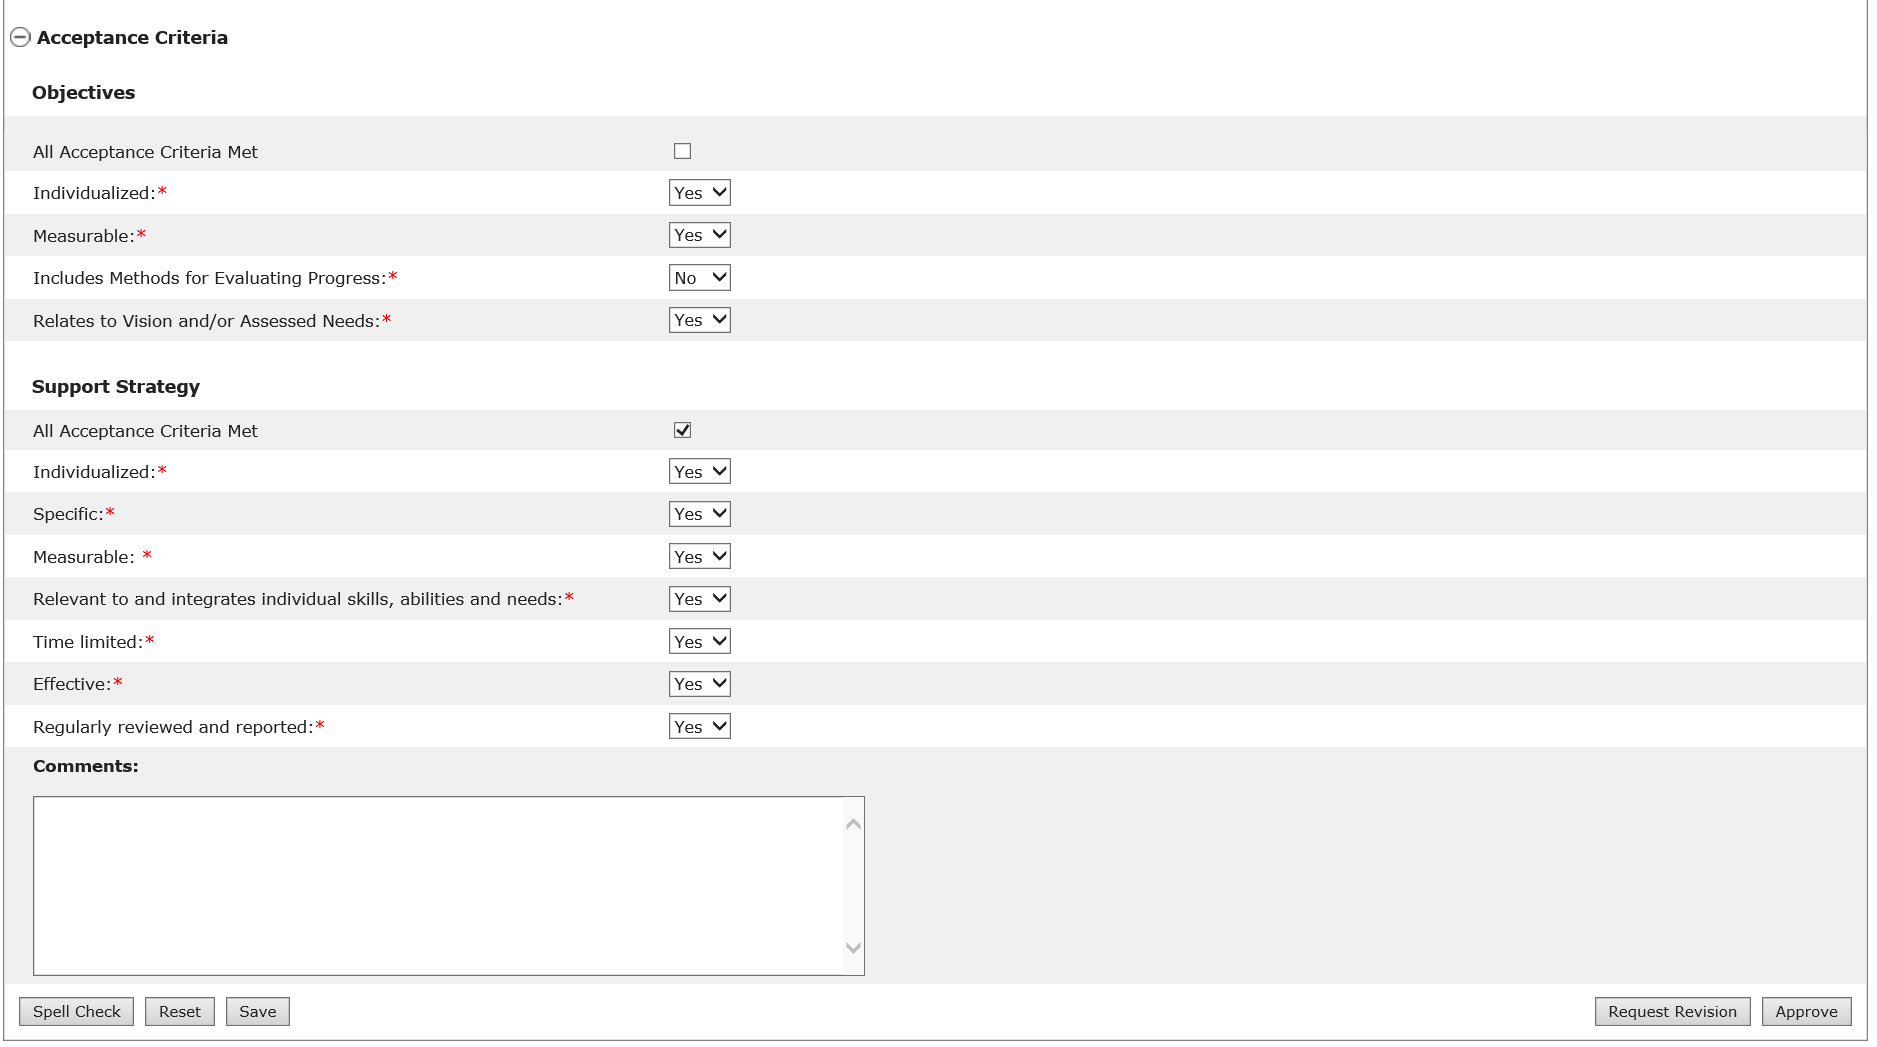 Acceptance Criteria
Objectives
All Acceptance Criteria Met
Individualized:* Yes
Measurable:* Yes
Includes Methods for Evaluating Progress:* No
Relates to Vision and/or Assessed Needs:* Yes
Support Strategy
All Acceptance Criteria Met
Individualized:* Yes
Specific:* Yes
Measurable: * Yes
Relevant to and integrates individual skills, abilities and needs:* Yes
Time limited:* Yes
Effective:* Yes
Regularly reviewed and reported:* Yes
Comments:
Spell Check Reset Save Request Revision Approve